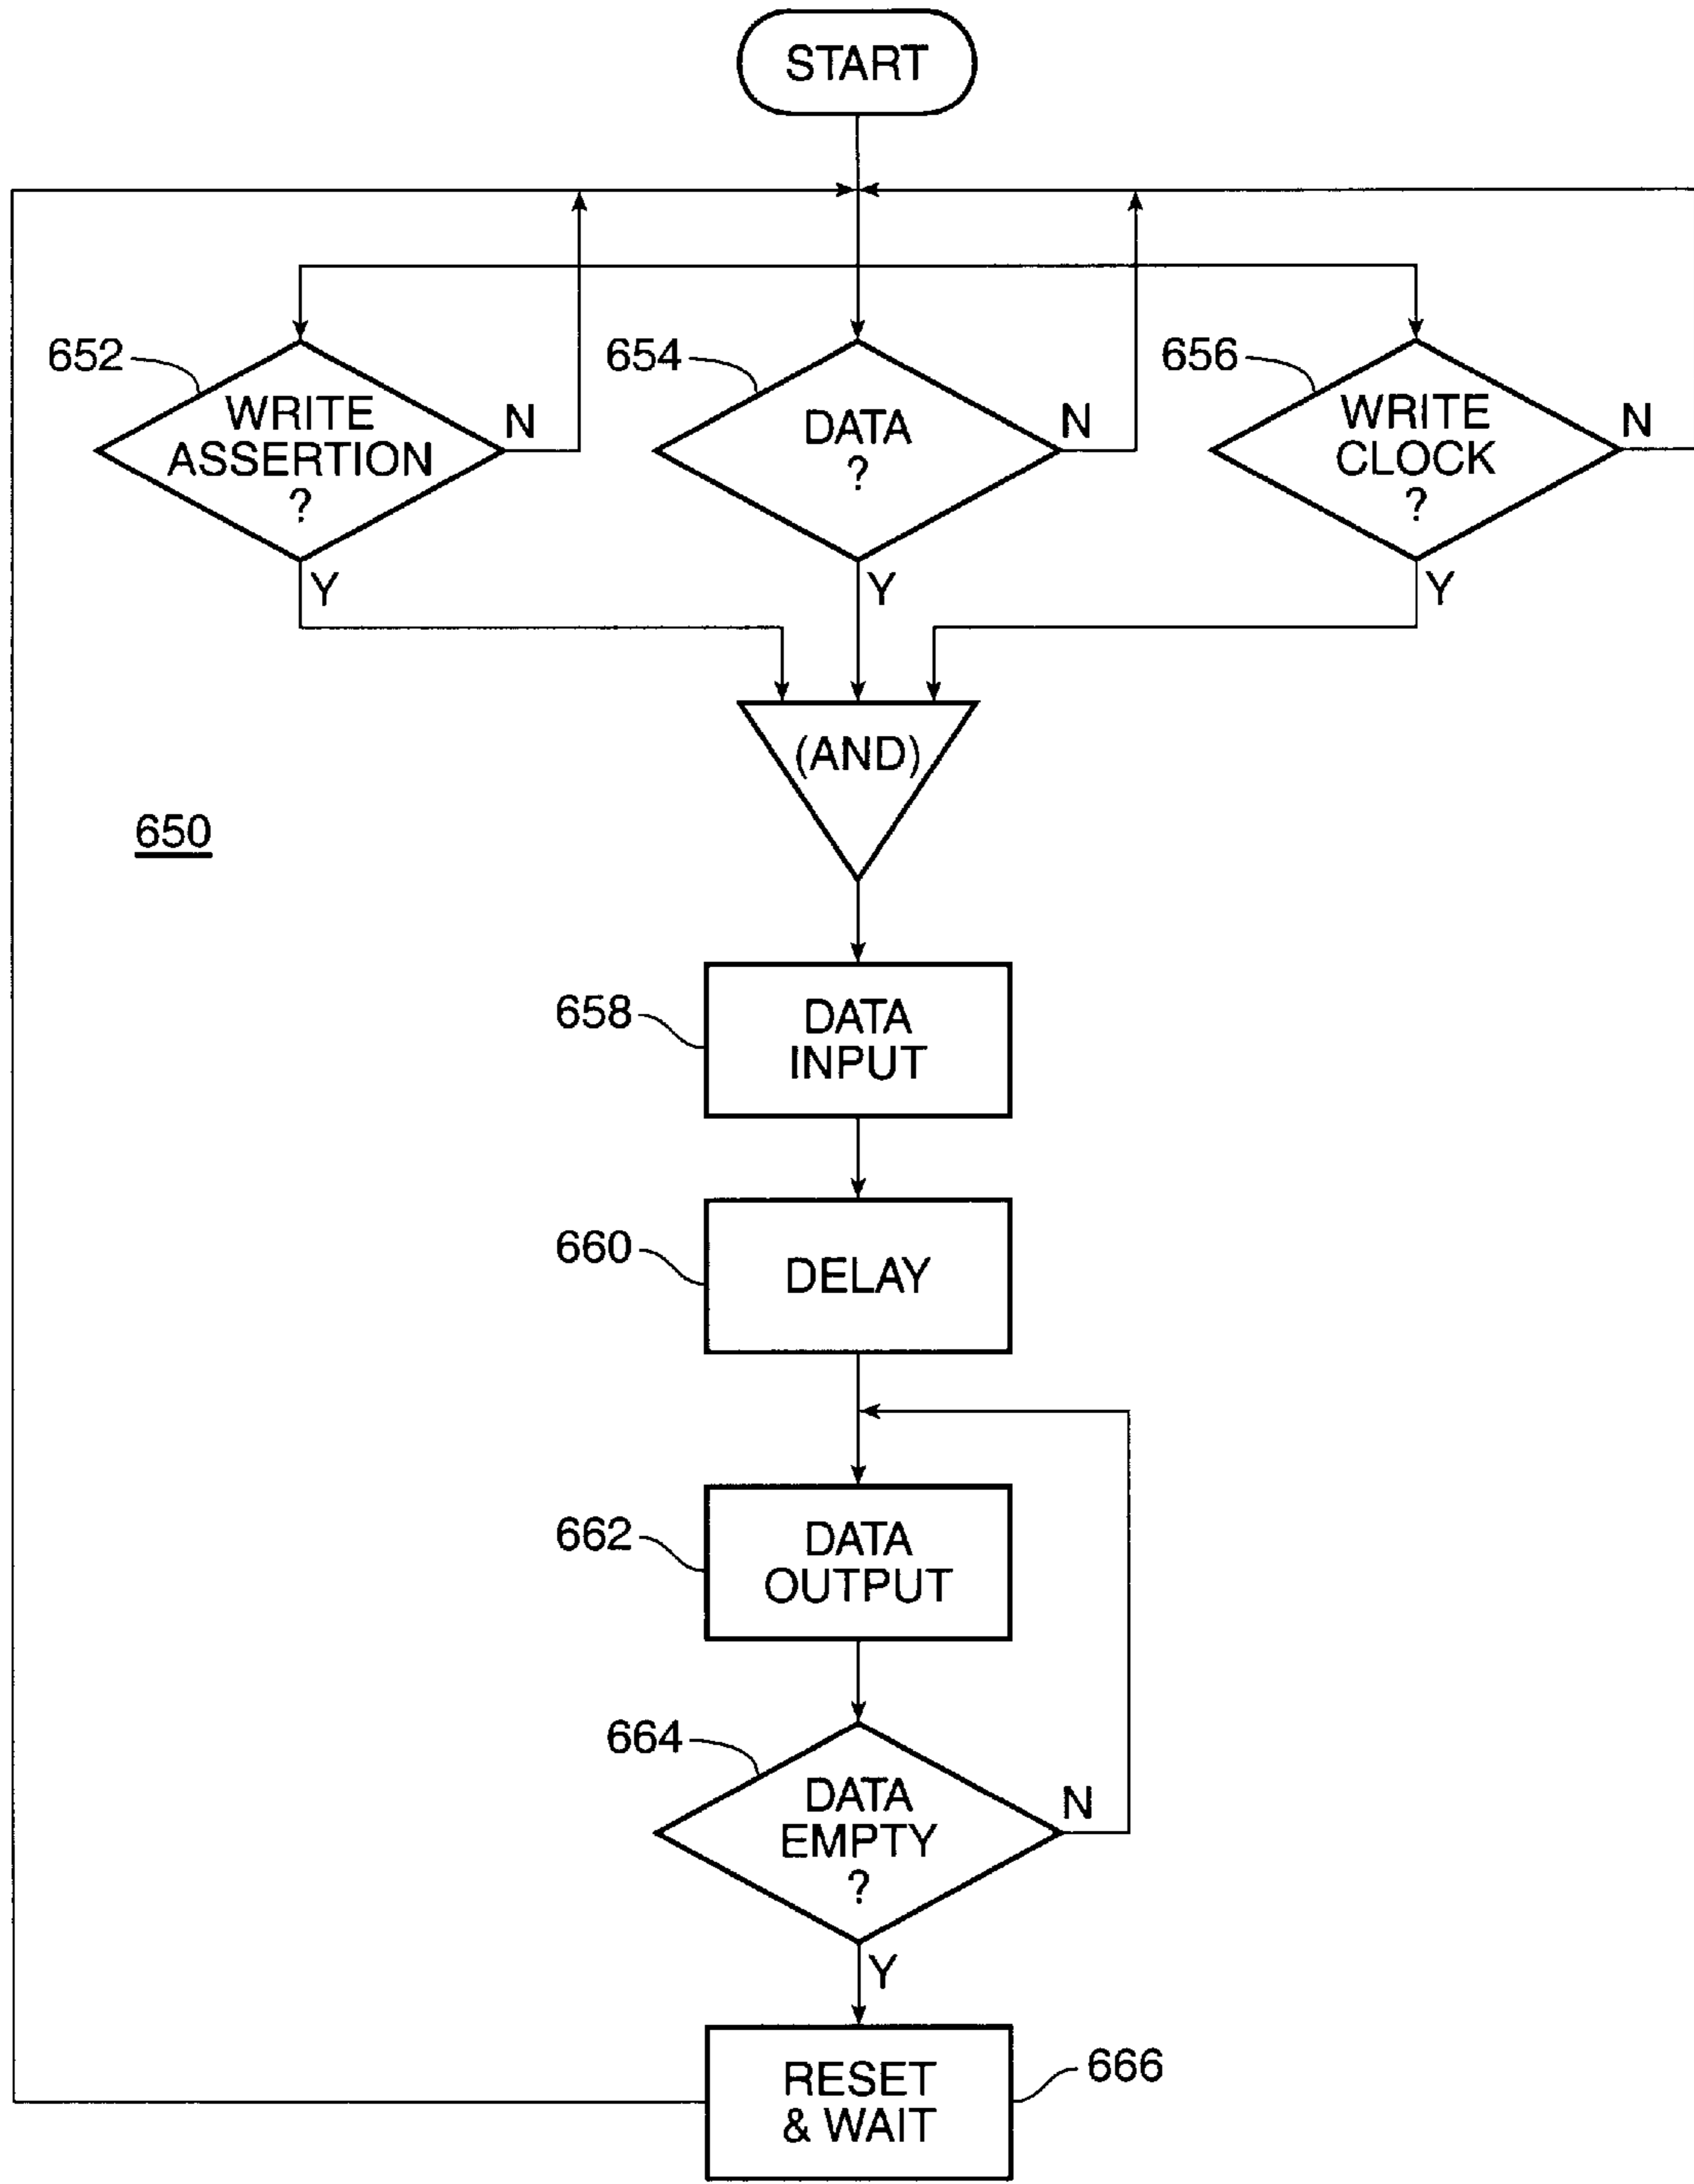 START
652
WRITE
ASSERTION
?
N
Y
654
DATA
?
N
Y
656
WRITE
CLOCK
?
N
Y
(AND)
650
658
DATA
INPUT
660
DELAY
662
DATA
OUTPUT
664
DATA
EMPTY
?
N
Y
RESET
& WAIT
666